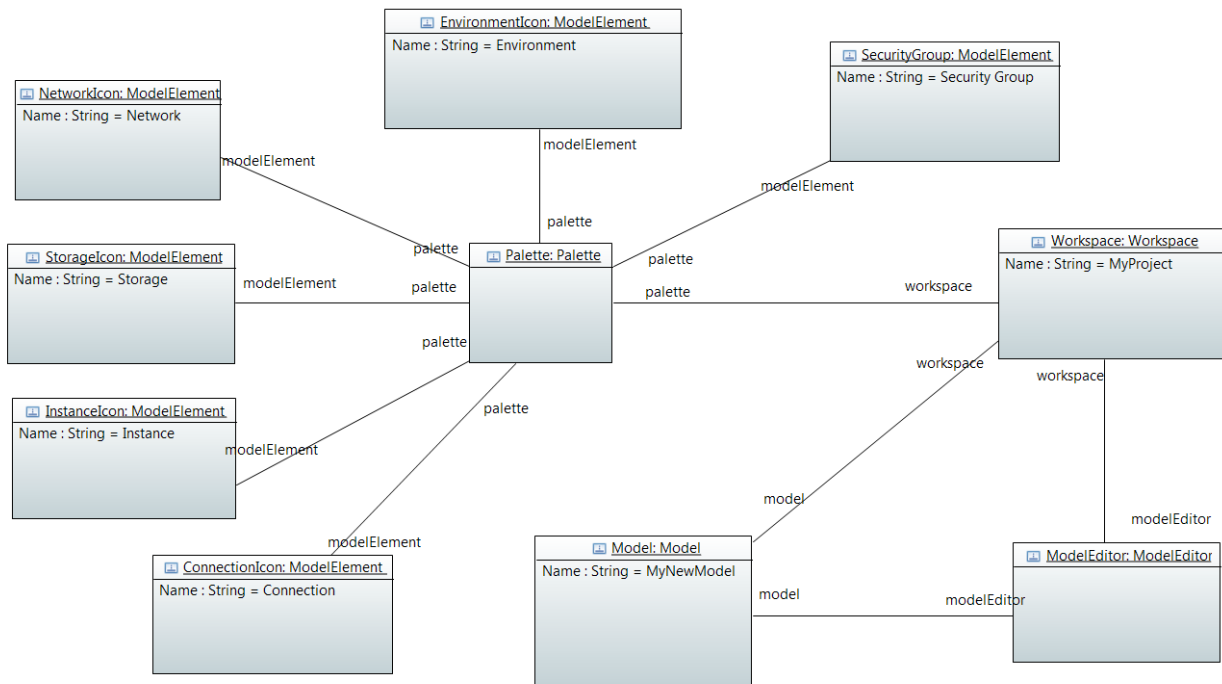 EnvironmentIcon: ModelElement
Name : String = Environment
SecurityGroup: ModelElement
Name : String = Security Group
NetworkIcon: ModelElement
Name : String = Network
modelElement
modelElement
modelElement
palette
palette
palette
Palette: Palette
Workspace: Workspace
Name : String = MyProject
StorageIcon: ModelElement
Name : String = Storage
modelElement
palette
palette
workspace
palette
workspace
workspace
InstanceIcon: ModelElement
Name : String = Instance
modelElement
palette
model
modelEditor
modelElement
ConnectionIcon: ModelElement
Name : String = Connection
Model: Model
Name : String = MyNewModel
model
modelEditor
ModelEditor: ModelEditor